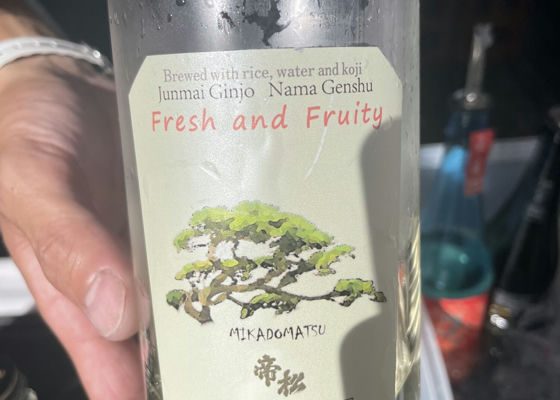 Brewed with rice, water and koji
Junmai Ginjo Nama Genshu
Fresh and Fruity
MIKADOMATSU
帝松